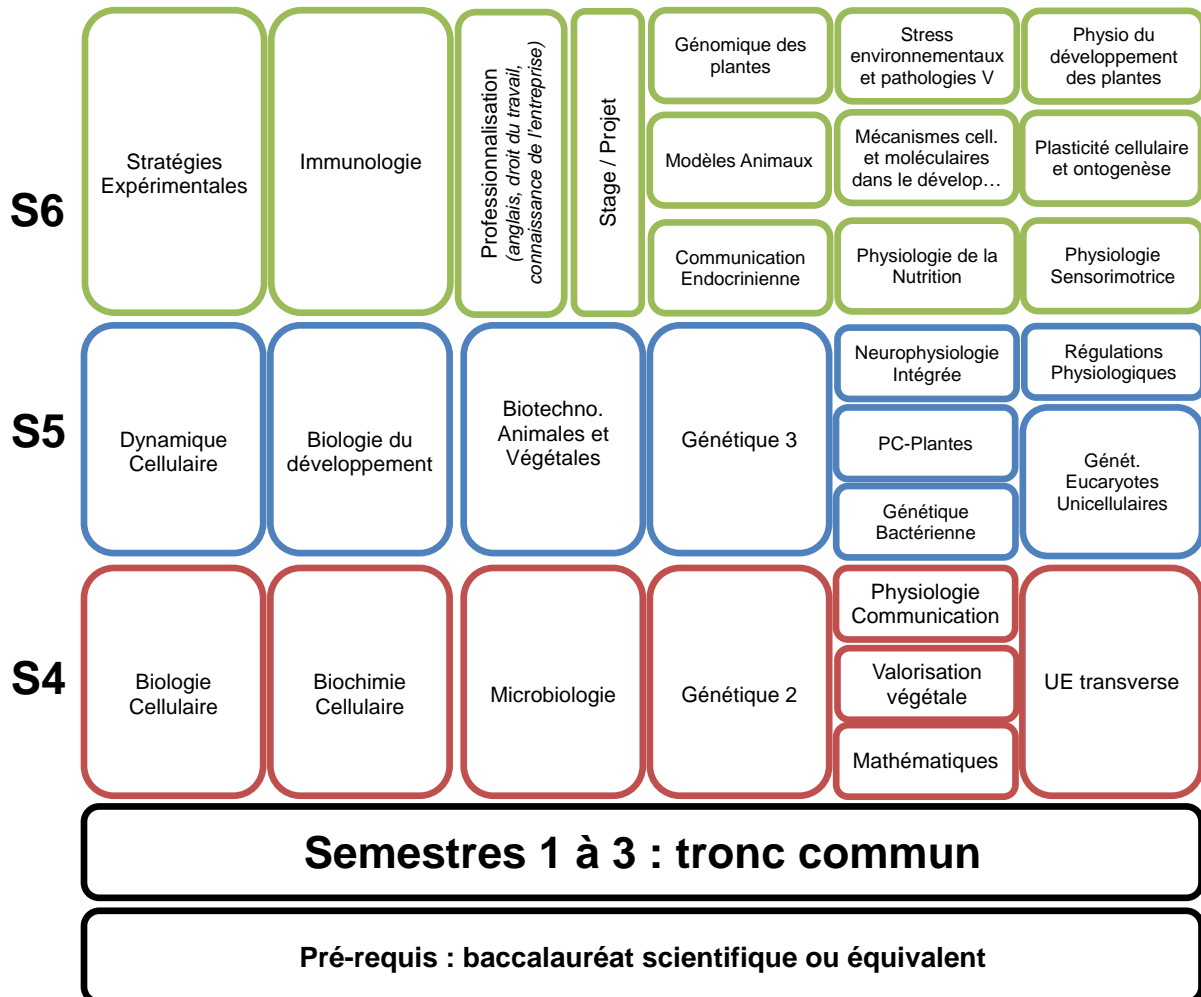 S6
Stratégies
Expérimentales
Immunologie
Professionnalisation
(anglais, droit du travail,
connaissance de l'entreprise)
Stage / Projet
Génomique des
plantes
Stress
environnementaux
et pathologies V
Physio du
développement
des plantes
Modèles Animaux
Mécanismes cell.
et moléculaires
dans le dévelop…
Plasticité cellulaire
et ontogenèse
Communication
Endocrinienne
Physiologie de la
Nutrition
Physiologie
Sensorimotrice
S5
Dynamique
Cellulaire
Biologie du
développement
Biotechno.
Animales et
Végétales
Génétique 3
Neurophysiologie
Intégrée
Régulations
Physiologiques
PC-Plantes
Génét.
Eucaryotes
Unicellulaires
Génétique
Bactérienne
S4
Biologie
Cellulaire
Biochimie
Cellulaire
Microbiologie
Génétique 2
Physiologie
Communication
Valorisation
végétale
Mathématiques
UE transverse
Semestres 1 à 3 : tronc commun
Pré-requis : baccalauréat scientifique ou équivalent